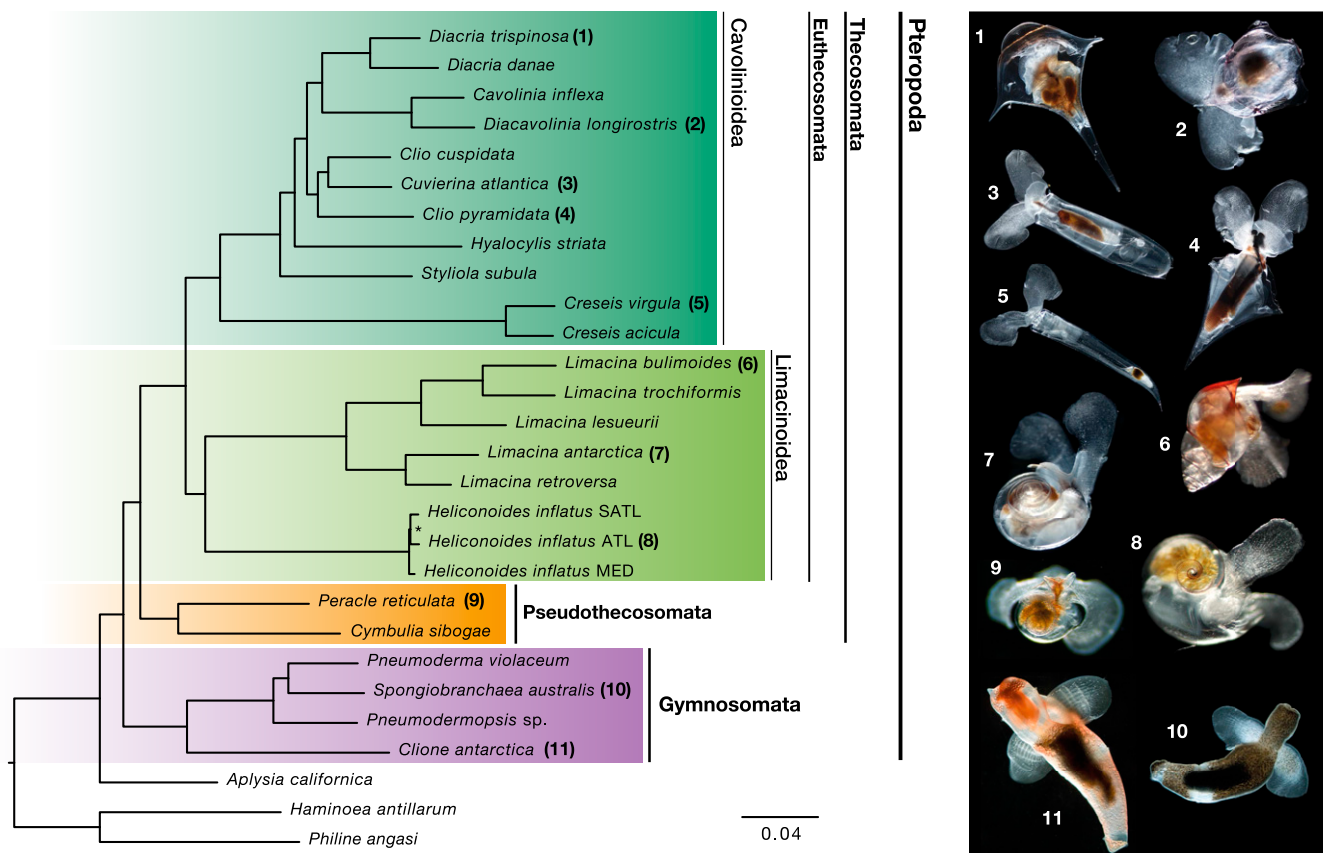 Diacria trispinosa (1)
Diacria danae
Cavolinia inflexa
Diacavolinia longirostris (2)
Clio cuspidata
Cuvierina atlantica (3)
Clio pyramidata (4)
Hyalocylis striata
Styliola subula
Creseis virgula (5)
Creseis acicula
Limacina bulimoides (6)
Limacina trochiformis
Limacina lesueurii
Limacina antarctica (7)
Limacina retroversa
Heliconoides inflatus SATL
*
Heliconoides inflatus ATL (8)
Heliconoides inflatus MED
Peracle reticulata (9)
Cymbulia sibogae
Pneumoderma violaceum
Spongiobranchaea australis (10)
Pneumodermopsis sp.
Clione antarctica (11)
Aplysia californica
Haminoea antillarum
Philine angasi
Cavolinioidea
Limacinoidea
Pseudothecosomata
Gymnosomata
Euthecosomata
Thecosomata
Pteropoda
0.04
1
2
3
4
5
6
7
8
9
10
11